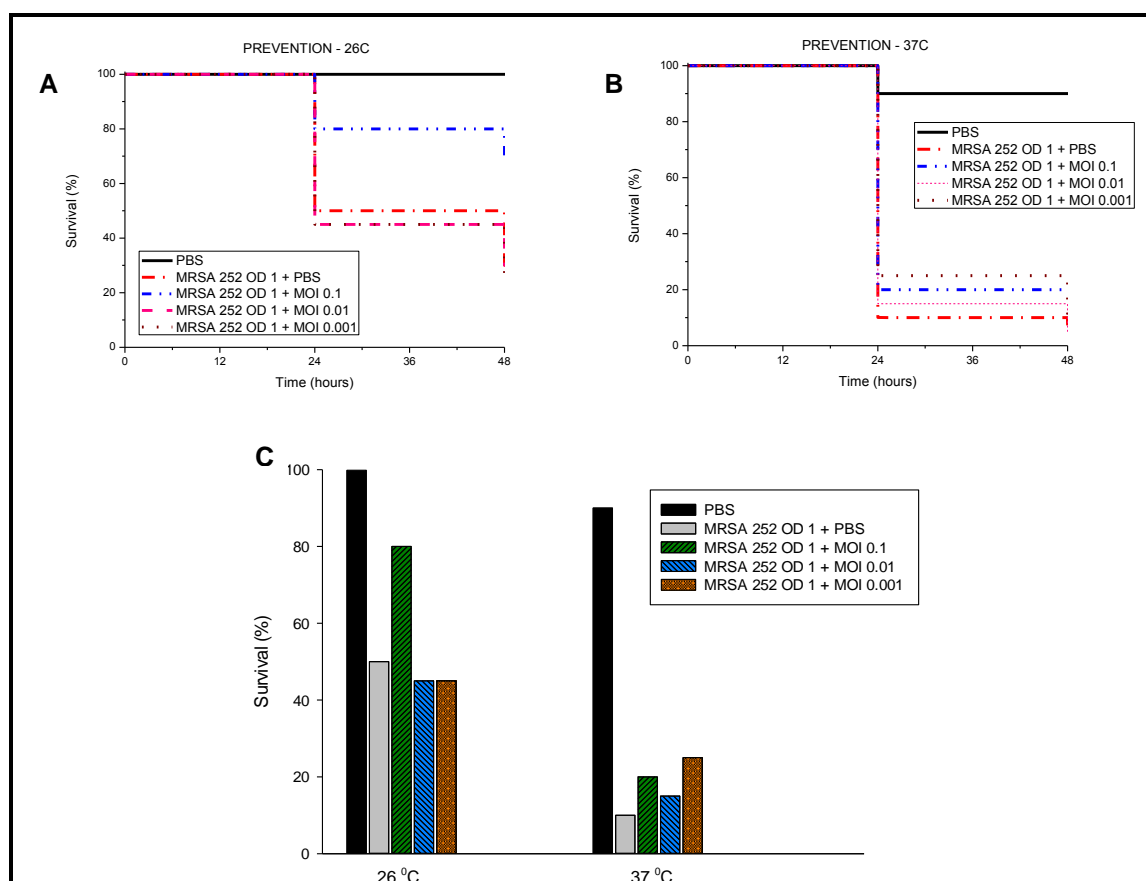 PREVENTION - 26C
A
100
80
60
40
20
0
Survival (%)
0 12 24 36 48
Time (hours)
PBS
MRSA 252 OD 1 + PBS
MRSA 252 OD 1 + MOI 0.1
MRSA 252 OD 1 + MOI 0.01
MRSA 252 OD 1 + MOI 0.001
PREVENTION - 37C
B
100
80
60
40
20
0
Survival (%)
0 12 24 36 48
Time (hours)
PBS
MRSA 252 OD 1 + PBS
MRSA 252 OD 1 + MOI 0.1
MRSA 252 OD 1 + MOI 0.01
MRSA 252 OD 1 + MOI 0.001
C
100
80
60
40
20
0
Survival (%)
26 ⁰C 37 ⁰C
PBS
MRSA 252 OD 1 + PBS
MRSA 252 OD 1 + MOI 0.1
MRSA 252 OD 1 + MOI 0.01
MRSA 252 OD 1 + MOI 0.001